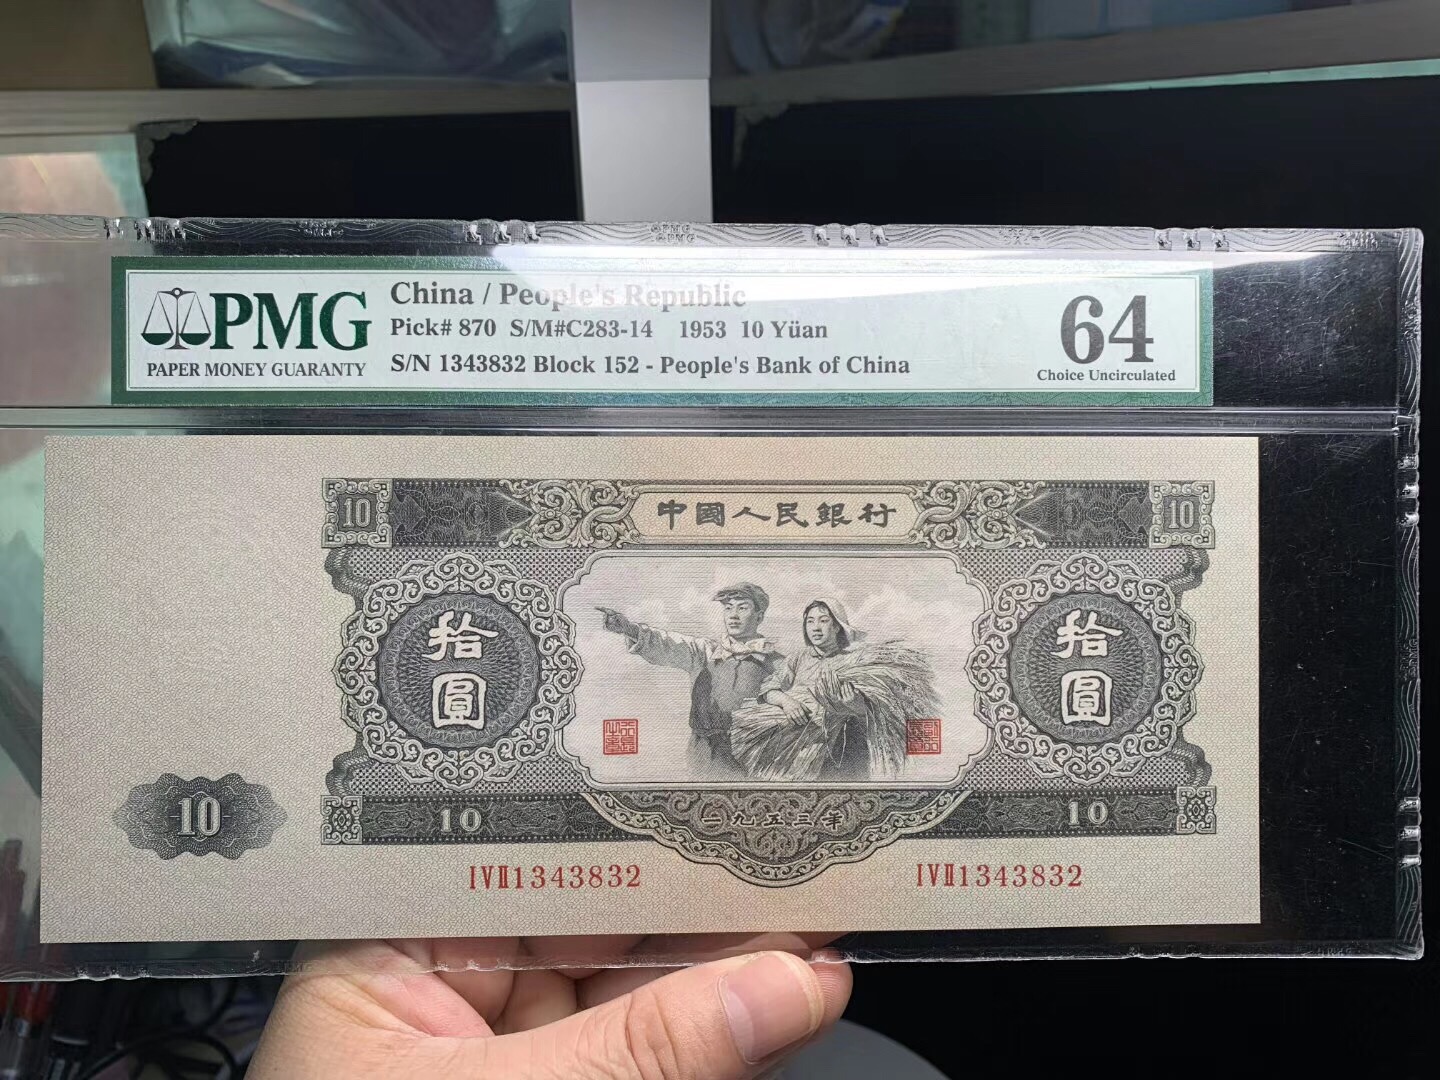 PMG
PAPER MONEY GUARANTY
China / People's Republic
Pick# 870 S/M#C283-14 1953 10 Yüan
S/N 1343832 Block 152 - People's Bank of China
64
Choice Uncirculated
10 中國人民銀行 10
拾圓 拾圓
10
10 一九五三年 10
IVII1343832 IVII1343832